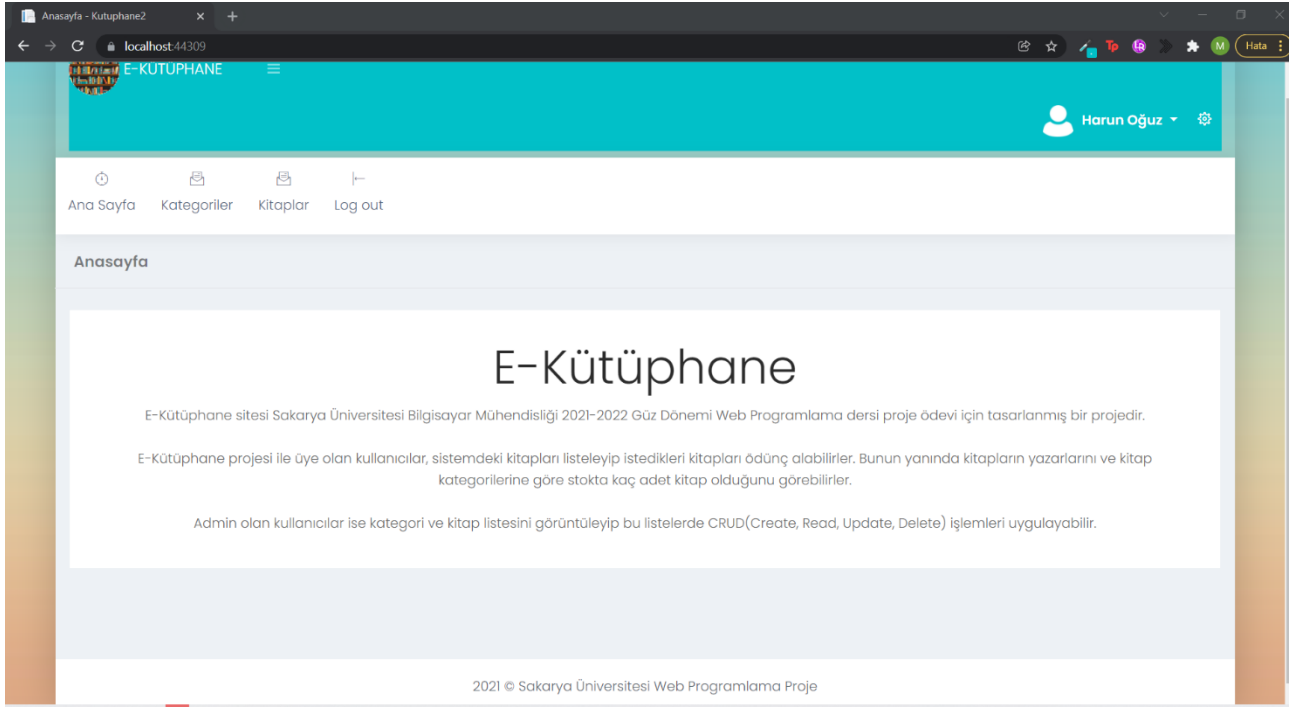 Anasayfa - Kutuphane2
localhost:44309
Tp
M
Hata
E-KÜTÜPHANE
Harun Oğuz
Ana Sayfa Kategoriler Kitaplar Log out
Anasayfa
E-Kütüphane
E-Kütüphane sitesi Sakarya Üniversitesi Bilgisayar Mühendisliği 2021-2022 Güz Dönemi Web Programlama dersi proje ödevi için tasarlanmış bir projedir.
E-Kütüphane projesi ile üye olan kullanıcılar, sistemdeki kitapları listeleyip istedikleri kitapları ödünç alabilirler. Bunun yanında kitapların yazarlarını ve kitap
kategorilerine göre stokta kaç adet kitap olduğunu görebilirler.
Admin olan kullanıcılar ise kategori ve kitap listesini görüntüleyip bu listelerde CRUD(Create, Read, Update, Delete) işlemleri uygulayabilir.
2021 © Sakarya Üniversitesi Web Programlama Proje